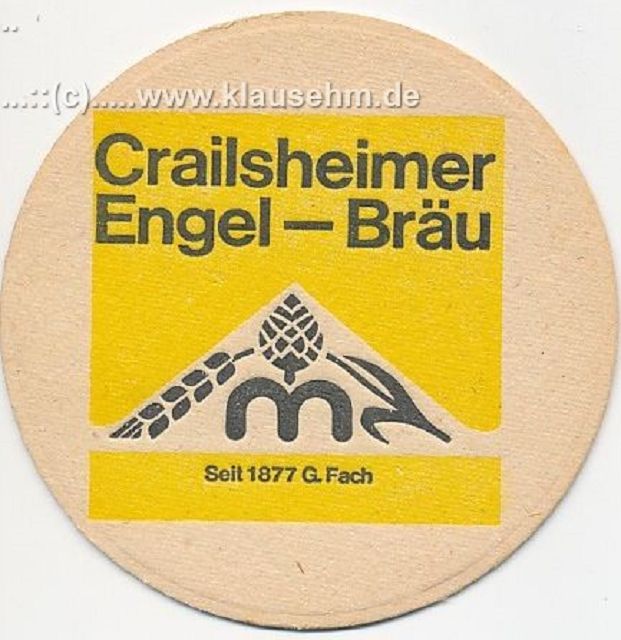 ..
...::(c).....www.klausehm.de
Crailsheimer
Engel – Bräu
m
Seit 1877 G. Fach